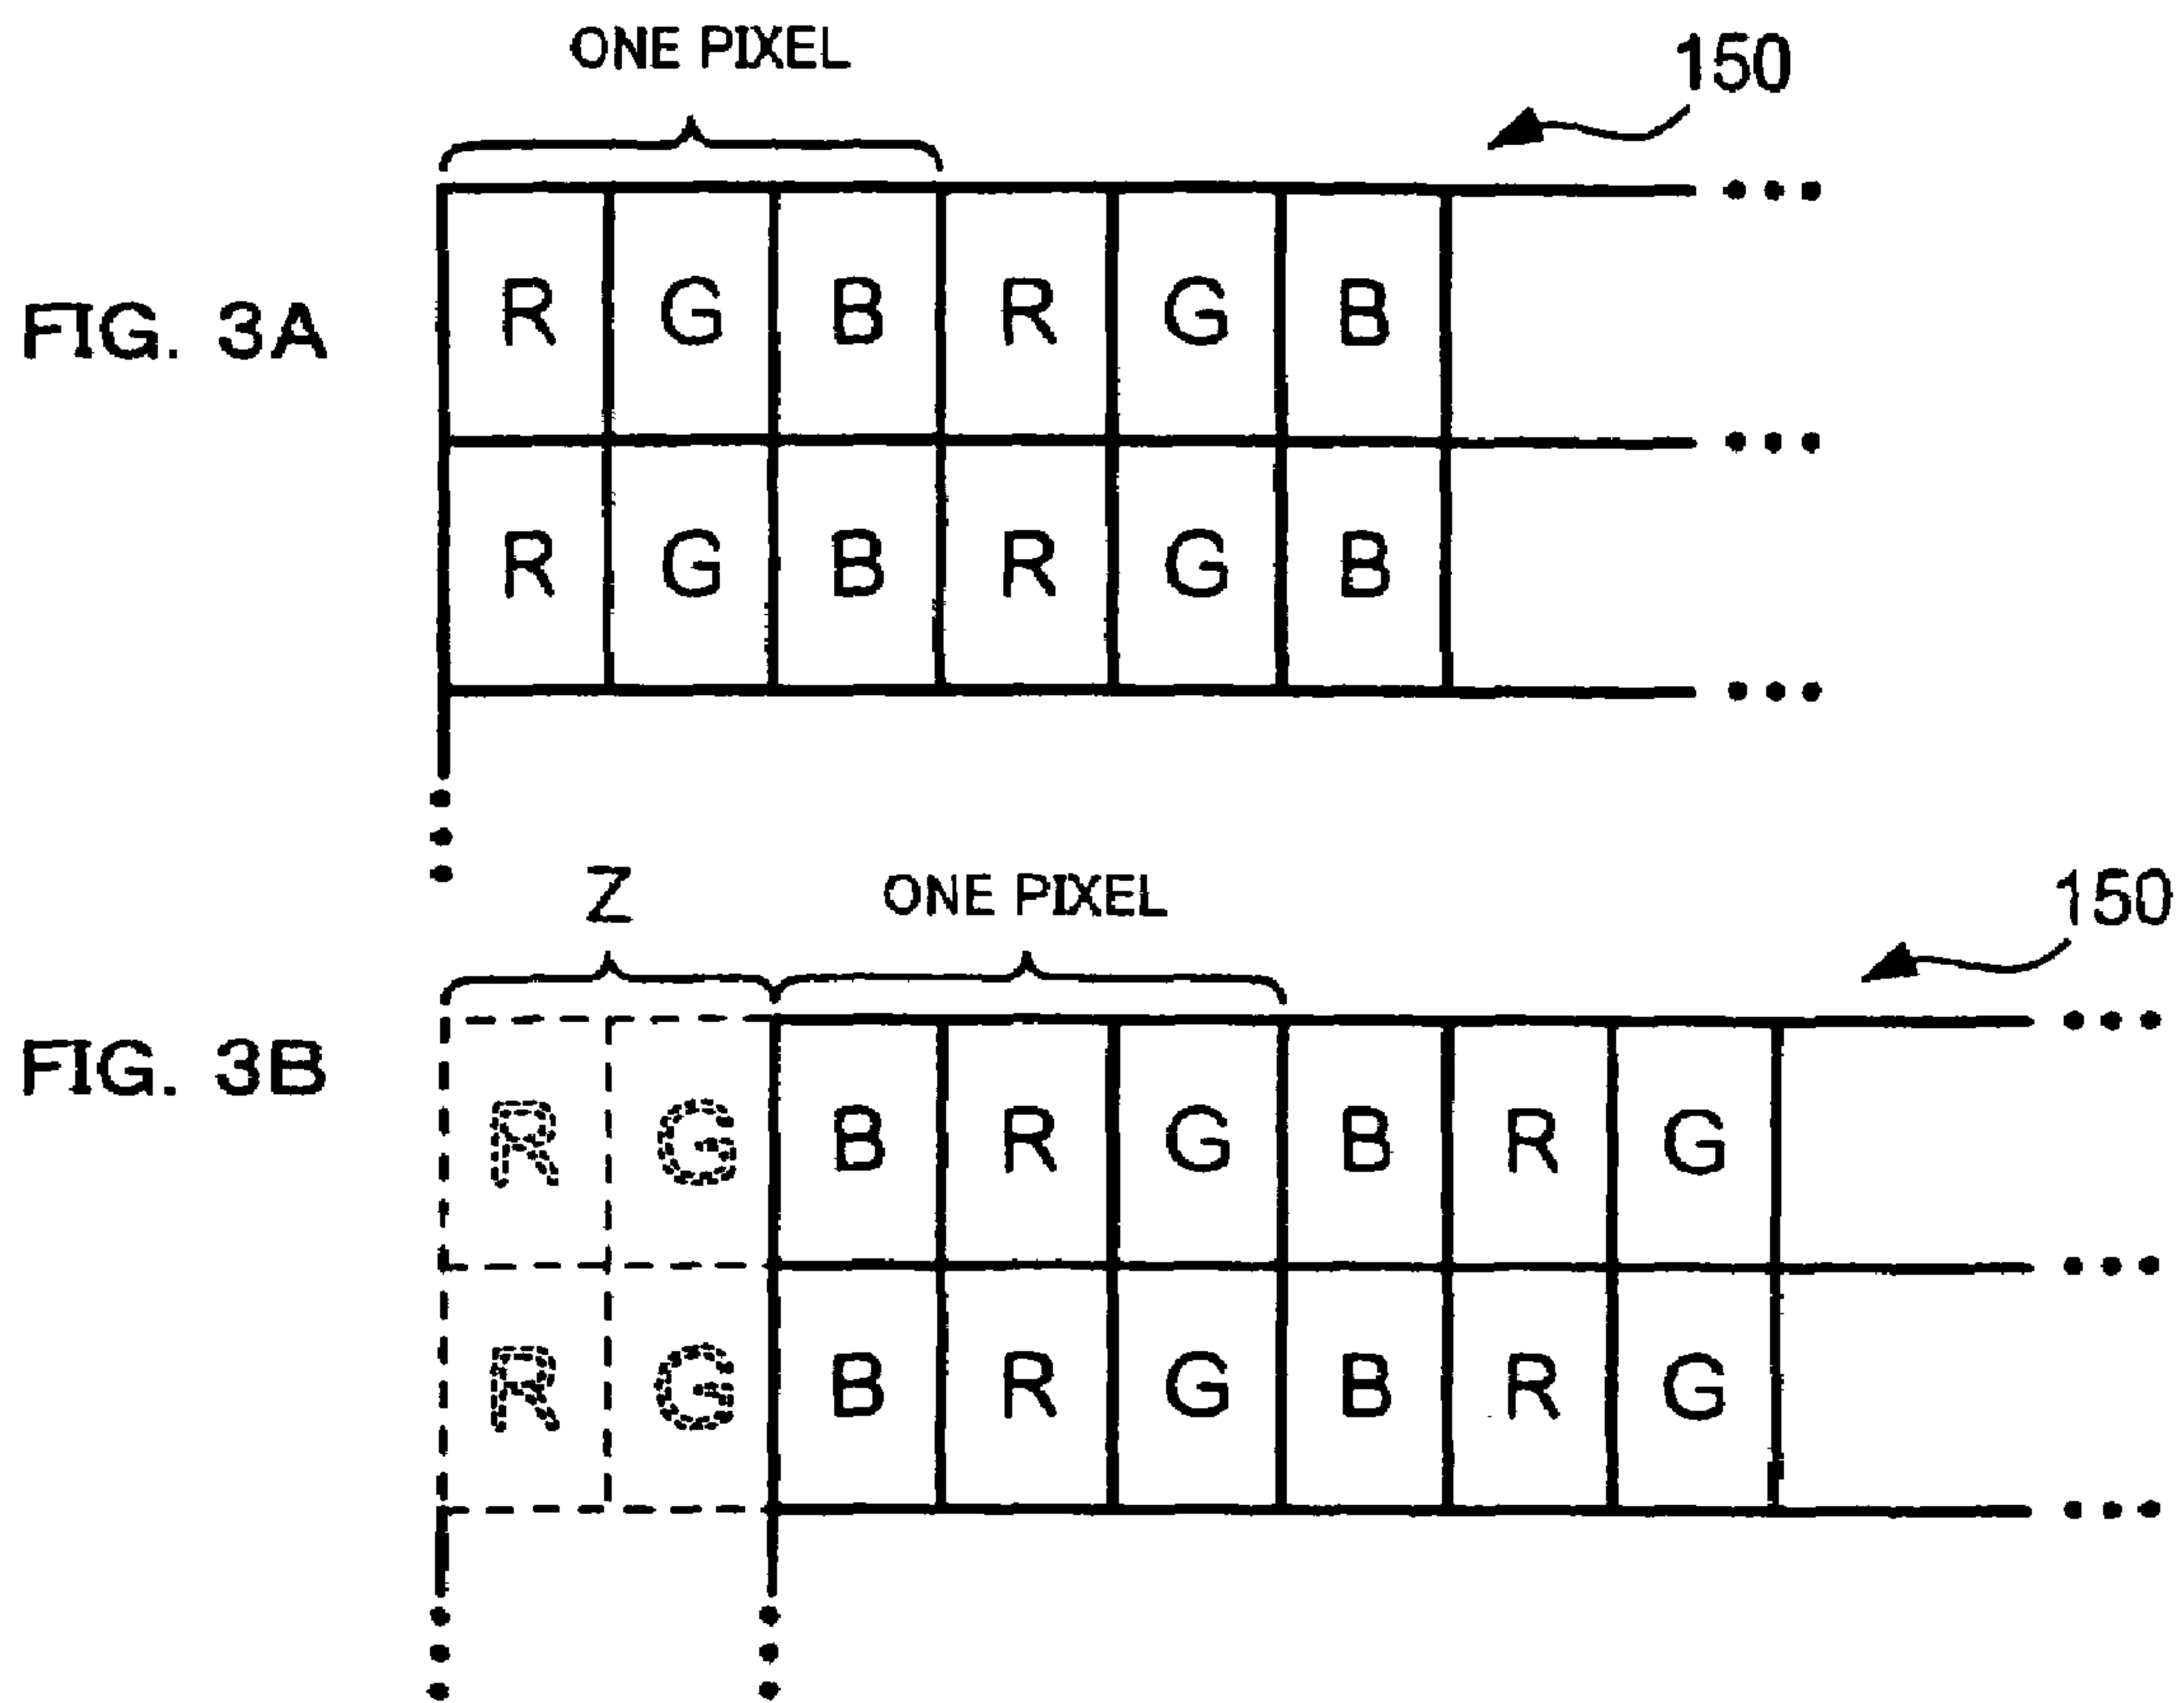 ONE PIXEL
150
FIG. 3A
R G B R G B
R G B R G B
Z
ONE PIXEL
150
FIG. 3B
R G B R G B R G
R G B R G B R G